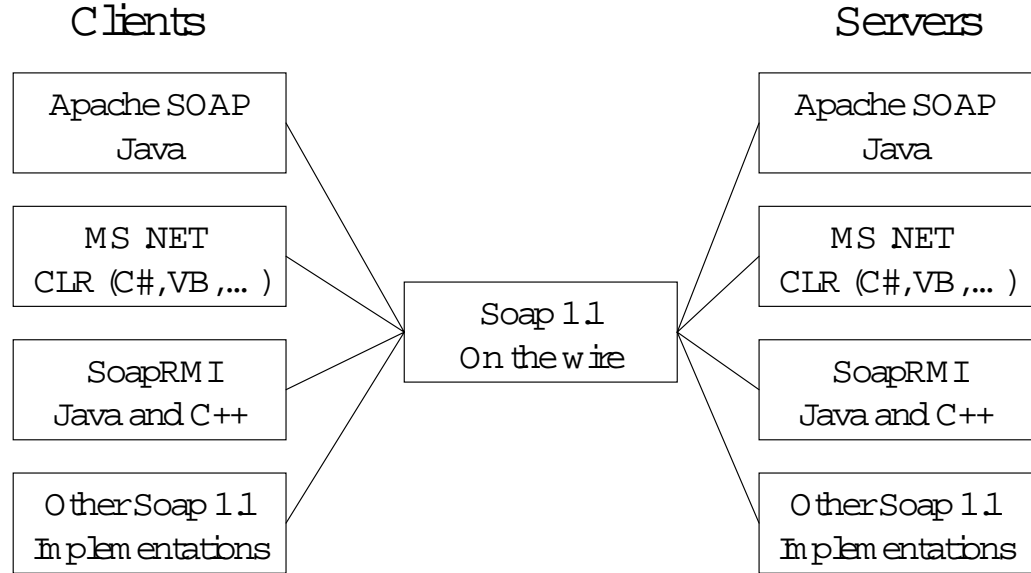 Clients
Servers
Apache SOAP
Java
MS .NET
CLR (C#, VB, ... )
SoapRMI
Java and C++
Other Soap 1.1
Implementations
Soap 1.1
On the wire
Apache SOAP
Java
MS .NET
CLR (C#, VB, ... )
SoapRMI
Java and C++
Other Soap 1.1
Implementations